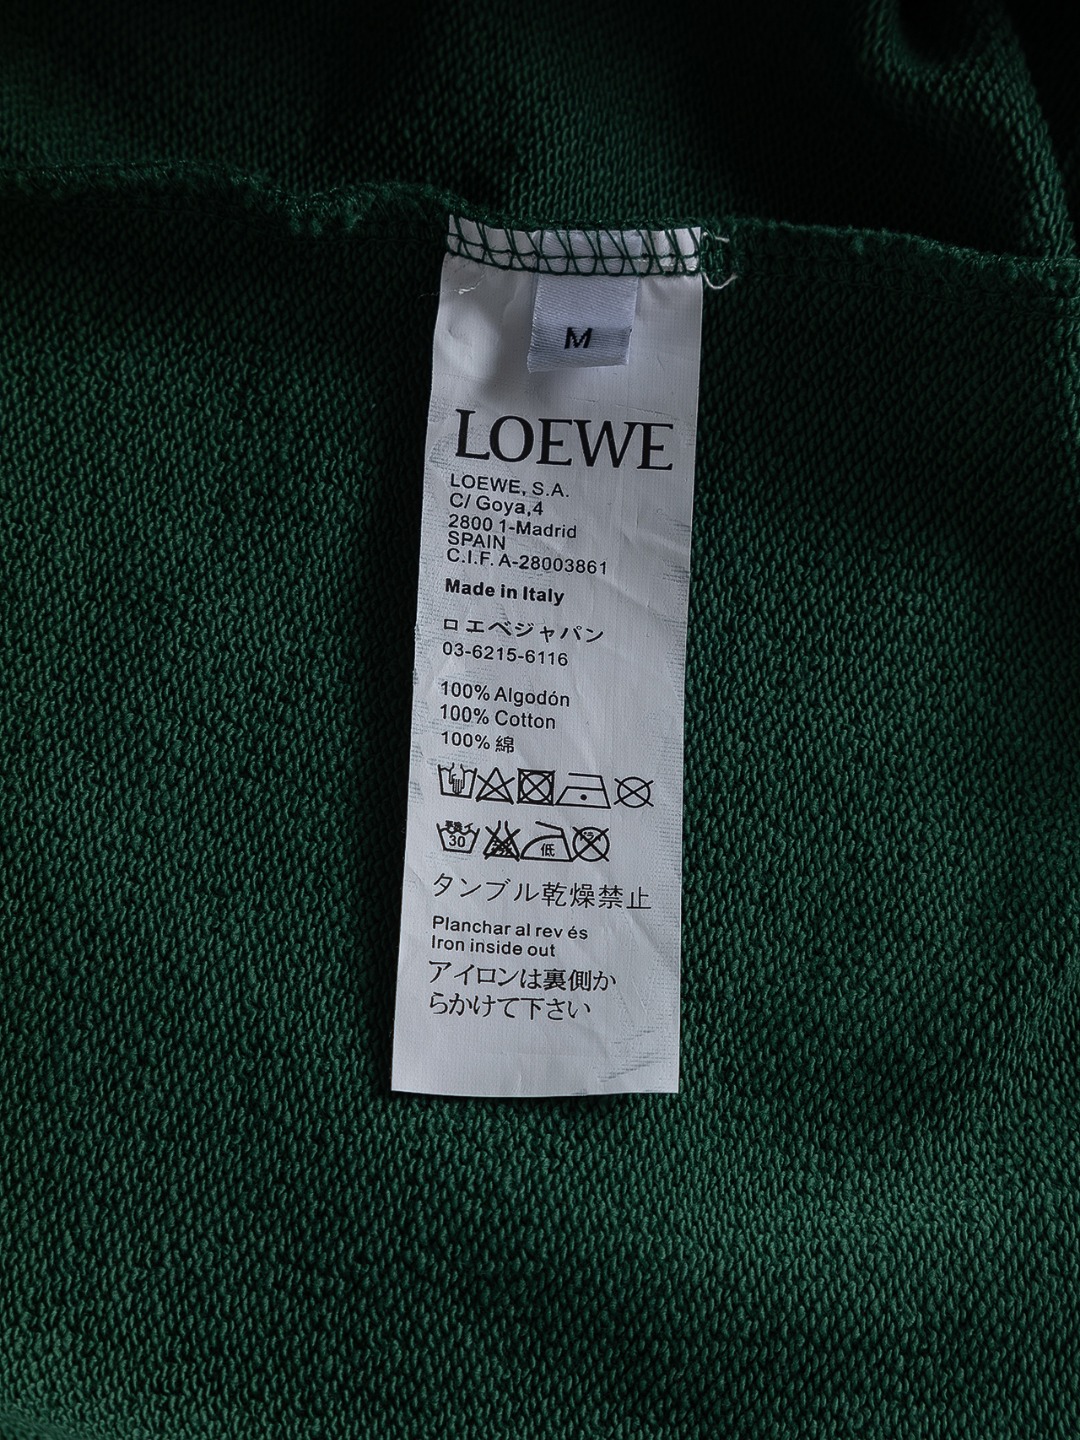 M
LOEWE
LOEWE, S.A.
C/ Goya,4
2800 1-Madrid
SPAIN
C.I.F. A-28003861
Made in Italy
ロエベジャパン
03-6215-6116
100% Algodón
100% Cotton
100% 綿
30
低
タンブル乾燥禁止
Planchar al rev és
Iron inside out
アイロンは裏側か
らかけて下さい